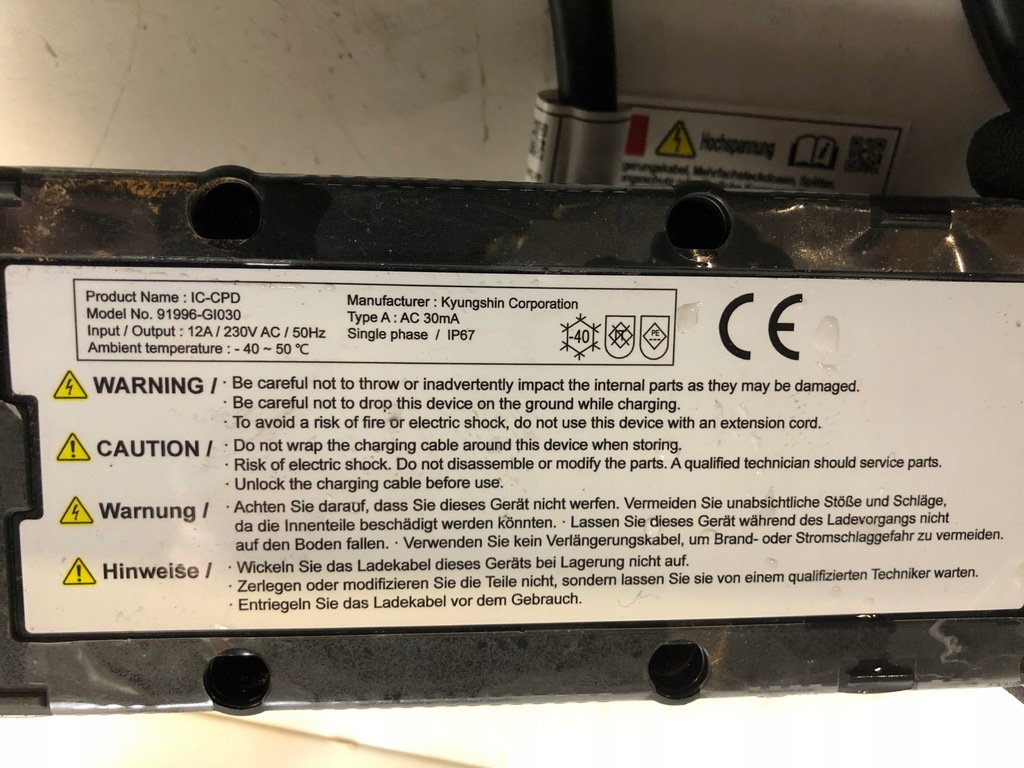 Hochspannung
gerungskabel, Mehrfachsteckdosen, Splitter,
Product Name : IC-CPD
Model No. 91996-GI030
Input / Output : 12A / 230V AC / 50Hz
Ambient temperature : - 40 ~ 50 ℃
Manufacturer : Kyungshin Corporation
Type A : AC 30mA
Single phase / IP67
-40
PE
CE
WARNING / · Be careful not to throw or inadvertently impact the internal parts as they may be damaged.
· Be careful not to drop this device on the ground while charging.
· To avoid a risk of fire or electric shock, do not use this device with an extension cord.
CAUTION / · Do not wrap the charging cable around this device when storing.
· Risk of electric shock. Do not disassemble or modify the parts. A qualified technician should service parts.
· Unlock the charging cable before use.
Warnung / · Achten Sie darauf, dass Sie dieses Gerät nicht werfen. Vermeiden Sie unabsichtliche Stöße und Schläge,
da die Innenteile beschädigt werden könnten. · Lassen Sie dieses Gerät während des Ladevorgangs nicht
auf den Boden fallen. · Verwenden Sie kein Verlängerungskabel, um Brand- oder Stromschlaggefahr zu vermeiden.
Hinweise / · Wickeln Sie das Ladekabel dieses Geräts bei Lagerung nicht auf.
· Zerlegen oder modifizieren Sie die Teile nicht, sondern lassen Sie sie von einem qualifizierten Techniker warten.
· Entriegeln Sie das Ladekabel vor dem Gebrauch.